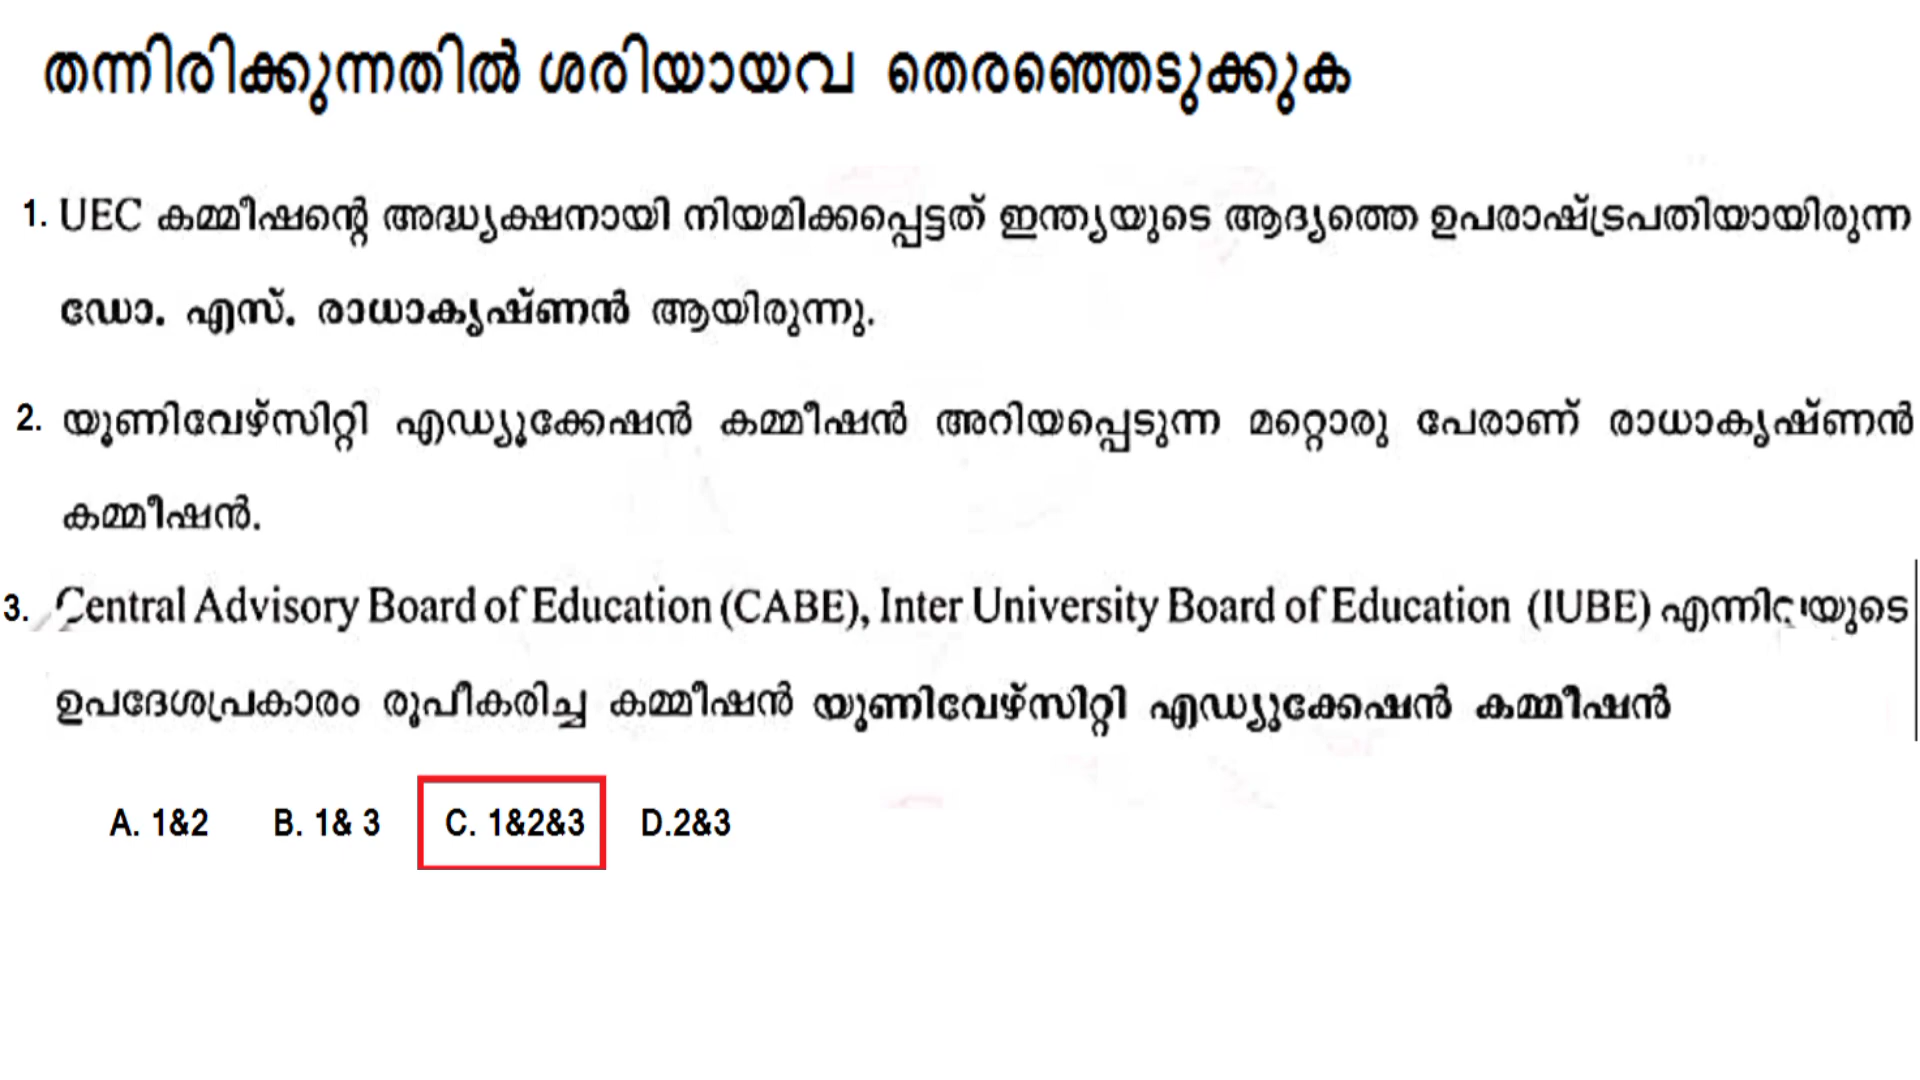 തന്നിരിക്കുന്നതിൽ ശരിയായവ തെരഞ്ഞെടുക്കുക
1. UEC കമ്മീഷന്റെ അദ്ധ്യക്ഷനായി നിയമിക്കപ്പെട്ടത് ഇന്ത്യയുടെ ആദ്യത്തെ ഉപരാഷ്ട്രപതിയായിരുന്ന
ഡോ. എസ്. രാധാകൃഷ്ണൻ ആയിരുന്നു.
2. യൂണിവേഴ്സിറ്റി എഡ്യൂക്കേഷൻ കമ്മീഷൻ അറിയപ്പെടുന്ന മറ്റൊരു പേരാണ് രാധാകൃഷ്ണൻ
കമ്മീഷൻ.
3. Central Advisory Board of Education (CABE), Inter University Board of Education (IUBE)
ഉപദേശപ്രകാരം രൂപീകരിച്ച കമ്മീഷൻ യൂണിവേഴ്സിറ്റി എഡ്യുക്കേഷൻ കമ്മീഷൻ
A. 1&2 B. 1& 3 C. 1&2&3 D.2&3